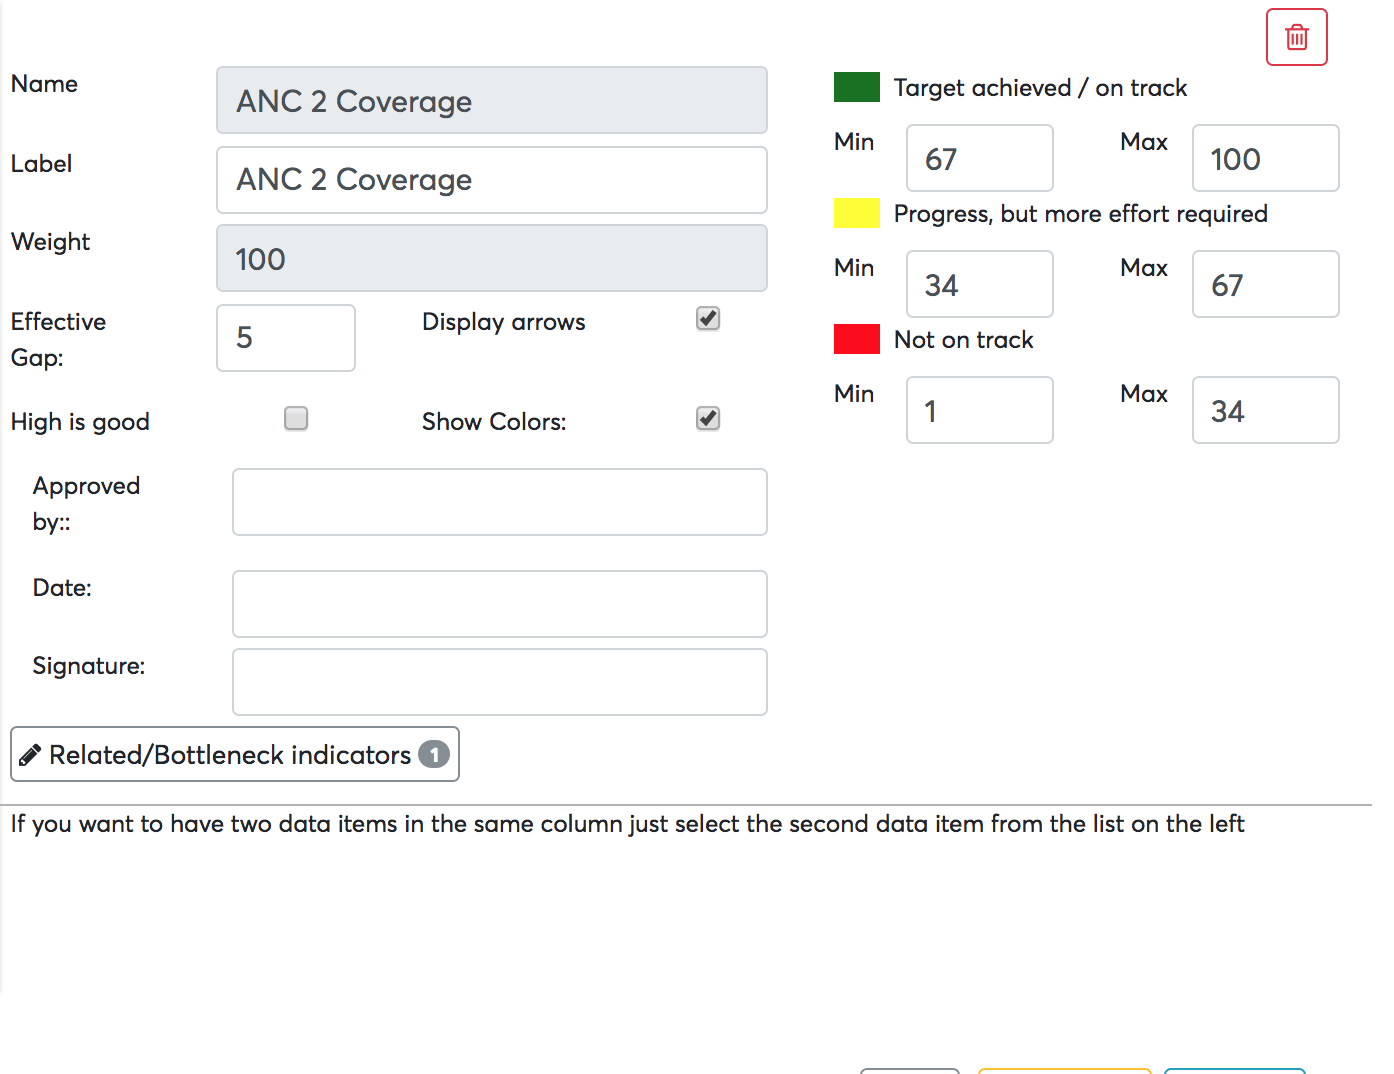 Name
ANC 2 Coverage
Label
ANC 2 Coverage
Weight
100
Effective
Gap:
5
Display arrows
High is good
Show Colors:
Approved
by::
Date:
Signature:
Related/Bottleneck indicators 1
Target achieved / on track
Min 67 Max 100
Progress, but more effort required
Min 34 Max 67
Not on track
Min 1 Max 34
If you want to have two data items in the same column just select the second data item from the list on the left